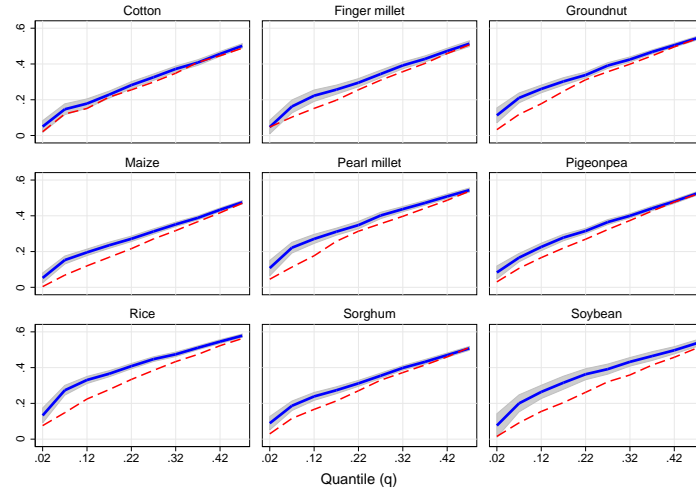 Cotton Finger millet Groundnut
.6
.4
.2
0
Maize Pearl millet Pigeonpea
.6
.4
.2
0
Rice Sorghum Soybean
.6
.4
.2
0
.02 .12 .22 .32 .42 .02 .12 .22 .32 .42 .02 .12 .22 .32 .42
Quantile (q)